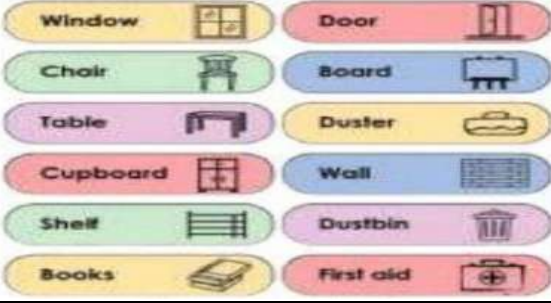 Window
Door
Chair
Board
Table
Duster
Cupboard
Wall
Shelf
Dustbin
Books
First aid